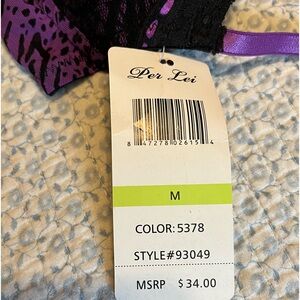 Per Lei
8 47278 02615 4
M
COLOR: 5378
STYLE#93049
MSRP $34.00